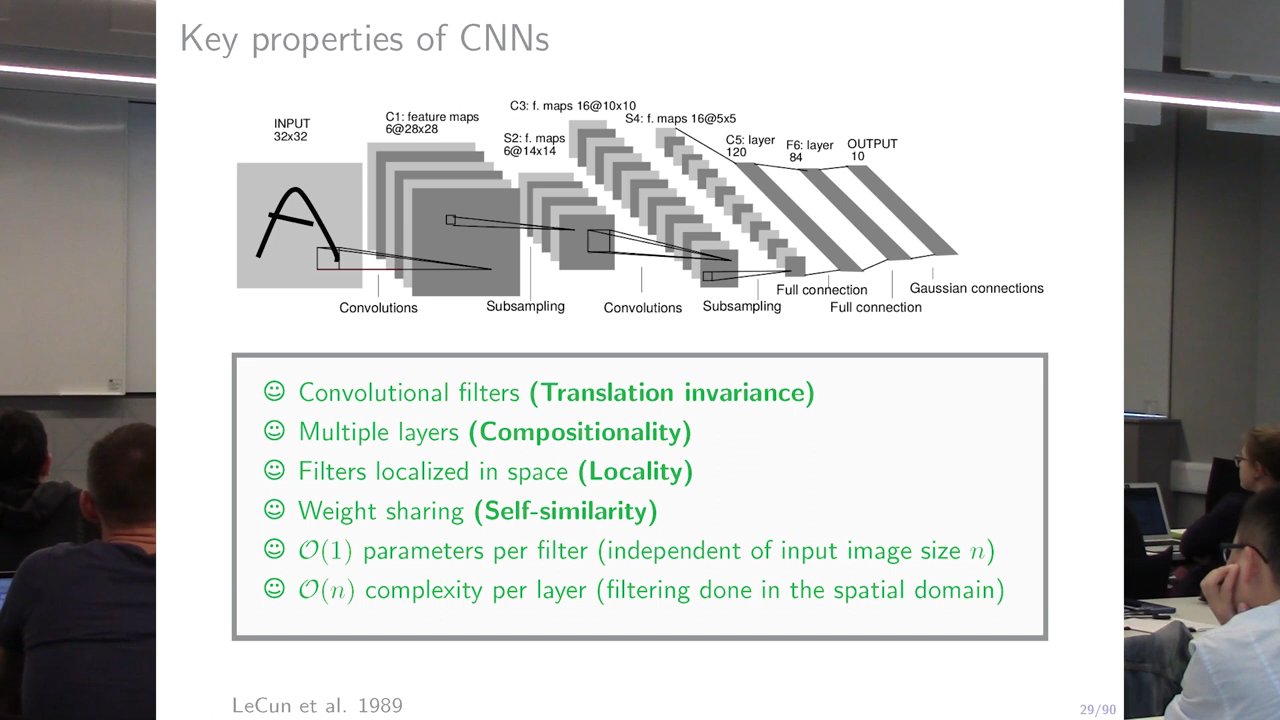 Key properties of CNNs
INPUT
32x32
C1: feature maps
6@28x28
S2: f. maps
6@14x14
C3: f. maps 16@10x10
S4: f. maps 16@5x5
C5: layer
120
F6: layer
84
OUTPUT
10
Convolutions
Subsampling
Convolutions
Subsampling
Full connection
Full connection
Gaussian connections
☺ Convolutional filters (Translation invariance)
☺ Multiple layers (Compositionality)
☺ Filters localized in space (Locality)
☺ Weight sharing (Self-similarity)
☺ 𝒪(1) parameters per filter (independent of input image size n)
☺ 𝒪(n) complexity per layer (filtering done in the spatial domain)
LeCun et al. 1989
29/90